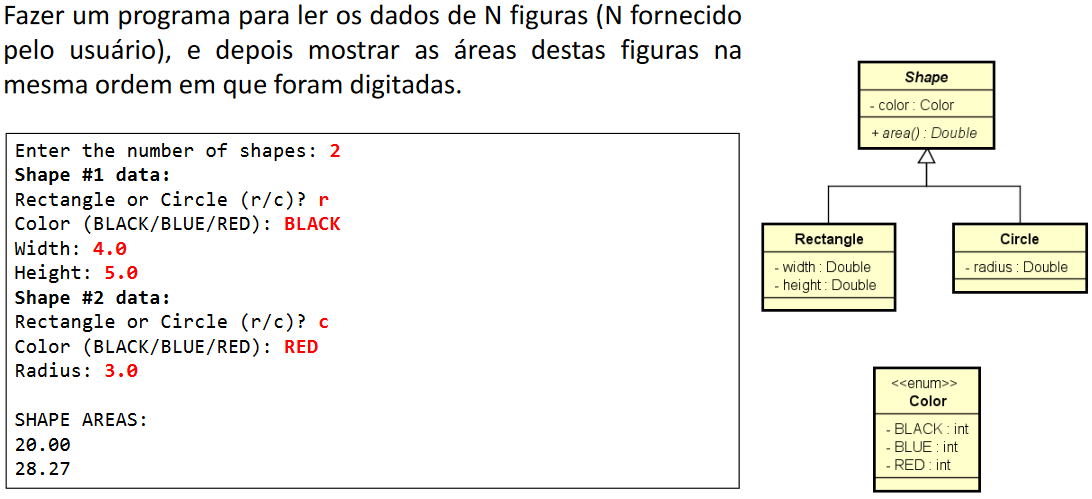 Fazer um programa para ler os dados de N figuras (N fornecido
pelo usuário), e depois mostrar as áreas destas figuras na
mesma ordem em que foram digitadas.
Enter the number of shapes: 2
Shape #1 data:
Rectangle or Circle (r/c)? r
Color (BLACK/BLUE/RED): BLACK
Width: 4.0
Height: 5.0
Shape #2 data:
Rectangle or Circle (r/c)? c
Color (BLACK/BLUE/RED): RED
Radius: 3.0
SHAPE AREAS:
20.00
28.27
Shape
- color : Color
+ area() : Double
Rectangle
- width : Double
- height : Double
Circle
- radius : Double
<<enum>>
Color
- BLACK : int
- BLUE : int
- RED : int